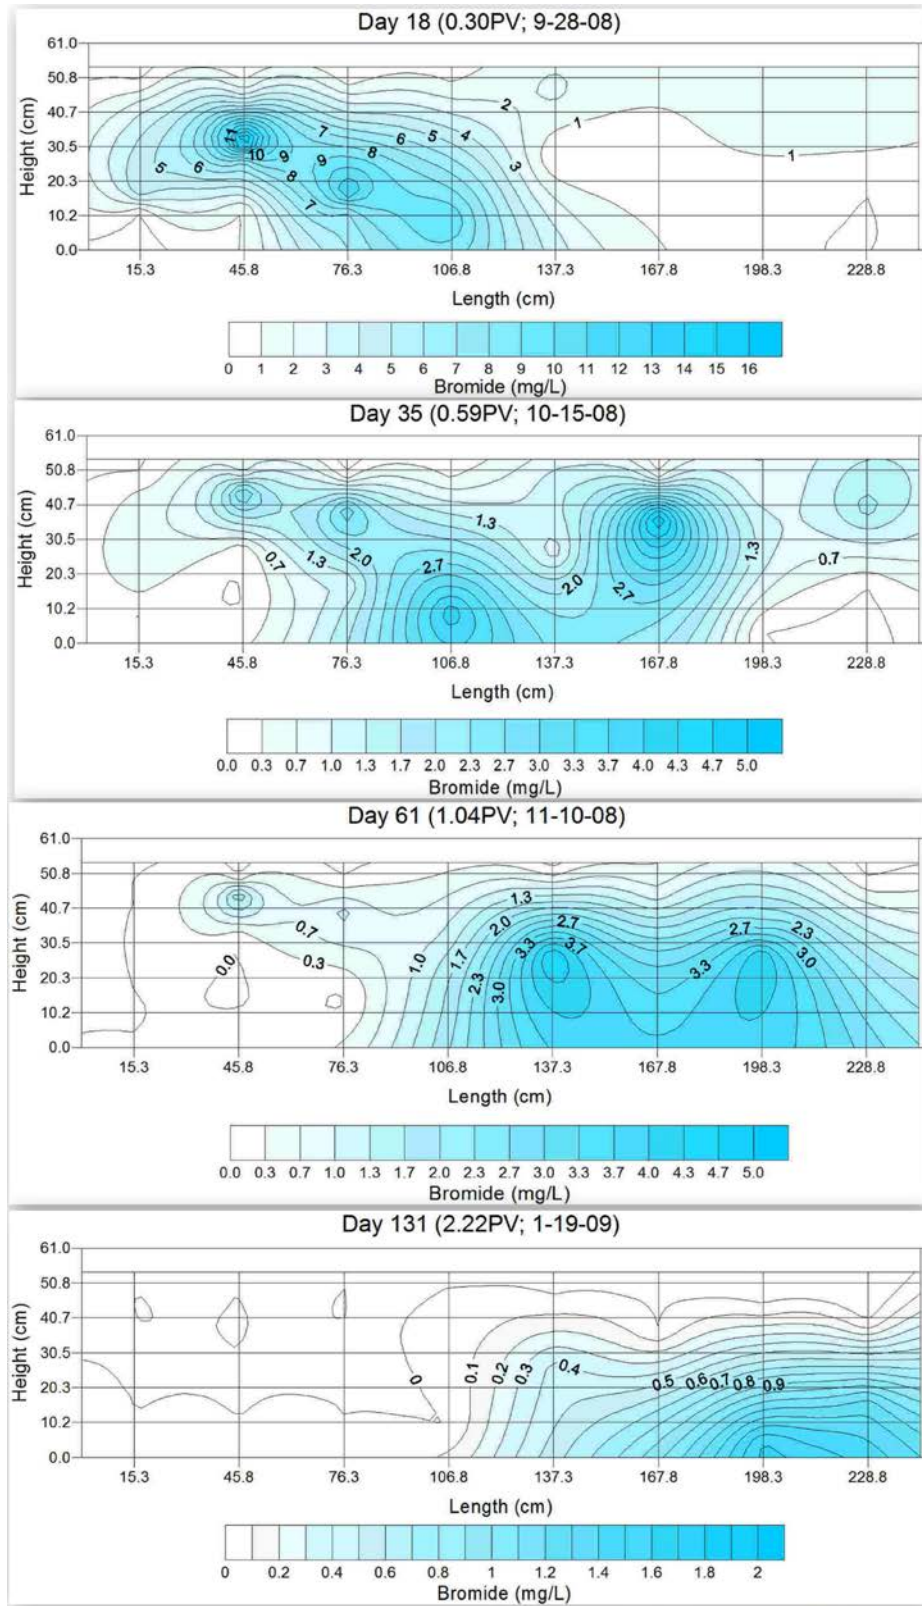 Day 18 (0.30PV; 9-28-08)
61.0
50.8
40.7
30.5
20.3
10.2
0.0
Height (cm)
2
1
7
6
5
4
11
10
9
9
8
3
5
6
8
7
1
15.3 45.8 76.3 106.8 137.3 167.8 198.3 228.8
Length (cm)
0 1 2 3 4 5 6 7 8 9 10 11 12 13 14 15 16
Bromide (mg/L)
Day 35 (0.59PV; 10-15-08)
61.0
50.8
40.7
30.5
20.3
10.2
0.0
Height (cm)
1.3
0.7 1.3 2.0 2.7 2.0 2.7 1.3 0.7
15.3 45.8 76.3 106.8 137.3 167.8 198.3 228.8
Length (cm)
0.0 0.3 0.7 1.0 1.3 1.7 2.0 2.3 2.7 3.0 3.3 3.7 4.0 4.3 4.7 5.0
Bromide (mg/L)
Day 61 (1.04PV; 11-10-08)
61.0
50.8
40.7
30.5
20.3
10.2
0.0
Height (cm)
1.3
0.7 2.0 2.7 2.7 2.3
0.0 0.3 1.0 1.7 3.3 3.7 3.3 3.0
2.3 3.0
15.3 45.8 76.3 106.8 137.3 167.8 198.3 228.8
Length (cm)
0.0 0.3 0.7 1.0 1.3 1.7 2.0 2.3 2.7 3.0 3.3 3.7 4.0 4.3 4.7 5.0
Bromide (mg/L)
Day 131 (2.22PV; 1-19-09)
61.0
50.8
40.7
30.5
20.3
10.2
0.0
Height (cm)
0 0.1 0.2 0.3 0.4 0.5 0.6 0.7 0.8 0.9
15.3 45.8 76.3 106.8 137.3 167.8 198.3 228.8
Length (cm)
0 0.2 0.4 0.6 0.8 1 1.2 1.4 1.6 1.8 2
Bromide (mg/L)